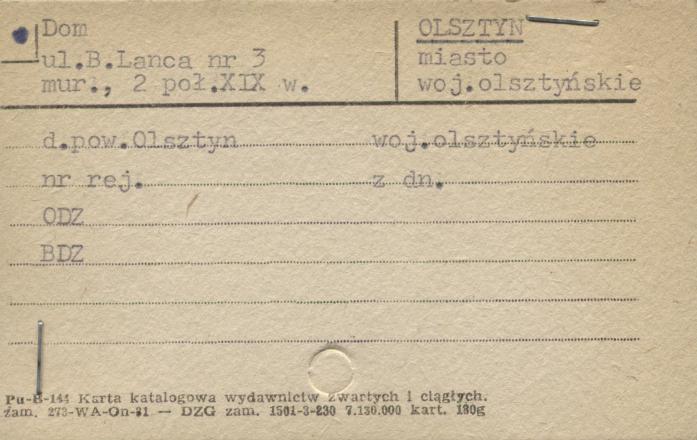 Dom
ul.B.Lanca nr 3
mur., 2 poł.XIX w.
OLSZTYN
miasto
woj.olsztyńskie
d.pow.Olsztyn woj.olsztyńskie
nr rej. z dn.
ODZ
BDZ
Pu-B-144 Karta katalogowa wydawnictw zwartych i ciągłych.
zam. 273-WA-On-81 — DZG zam. 1501-3-830 7.130.000 kart. 180g